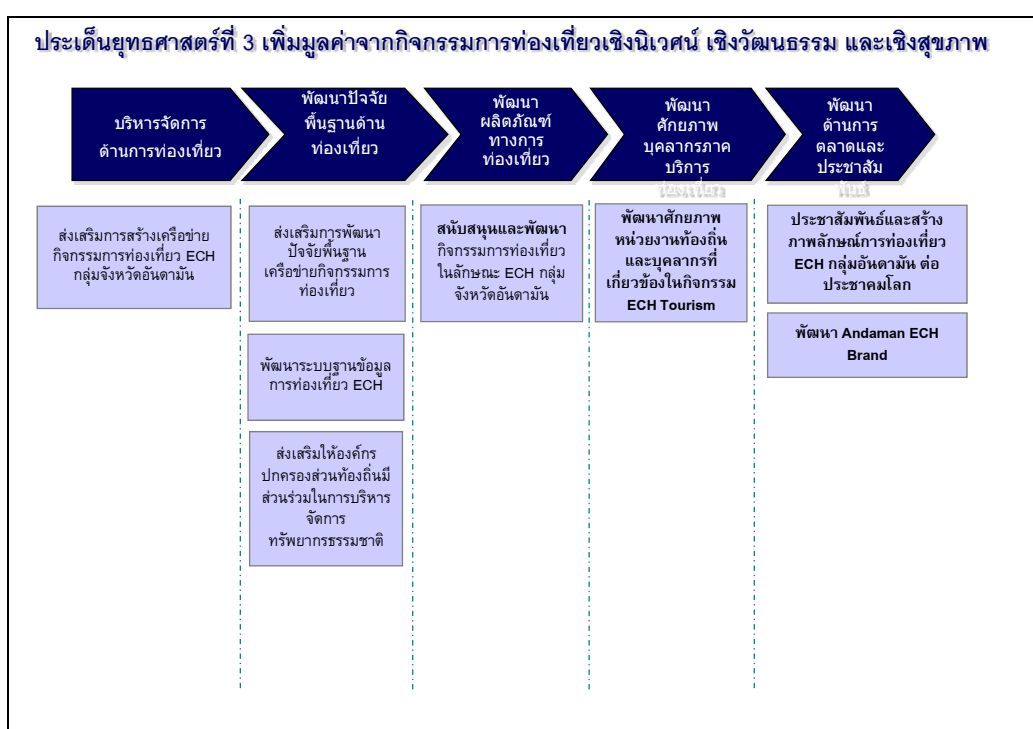 ประเด็นยุทธศาสตร์ที่ 3 เพิ่มมูลค่าจากกิจกรรมการท่องเที่ยวเชิงนิเวศน์ เชิงวัฒนธรรม และเชิงสุขภาพ
บริหารจัดการ
ด้านการท่องเที่ยว
พัฒนาปัจจัย
พื้นฐานด้าน
ท่องเที่ยว
พัฒนา
ผลิตภัณฑ์
ทางการ
ท่องเที่ยว
พัฒนา
ศักยภาพ
บุคลากรภาค
บริการ
ท่องเที่ยว
พัฒนา
ด้านการ
ตลาดและ
ประชาสัม
พันธ์
ส่งเสริมการสร้างเครือข่าย
กิจกรรมการท่องเที่ยว ECH
กลุ่มจังหวัดอันดามัน
ส่งเสริมการพัฒนา
ปัจจัยพื้นฐาน
เครือข่ายกิจกรรมการ
ท่องเที่ยว
พัฒนาระบบฐานข้อมูล
การท่องเที่ยว ECH
ส่งเสริมให้องค์กร
ปกครองส่วนท้องถิ่นมี
ส่วนร่วมในการบริหาร
จัดการ
ทรัพยากรธรรมชาติ
สนับสนุนและพัฒนา
กิจกรรมการท่องเที่ยว
ในลักษณะ ECH กลุ่ม
จังหวัดอันดามัน
พัฒนาศักยภาพ
หน่วยงานท้องถิ่น
และบุคลากรที่
เกี่ยวข้องในกิจกรรม
ECH Tourism
ประชาสัมพันธ์และสร้าง
ภาพลักษณ์การท่องเที่ยว
ECH กลุ่มอันดามัน ต่อ
ประชาคมโลก
พัฒนา Andaman ECH
Brand